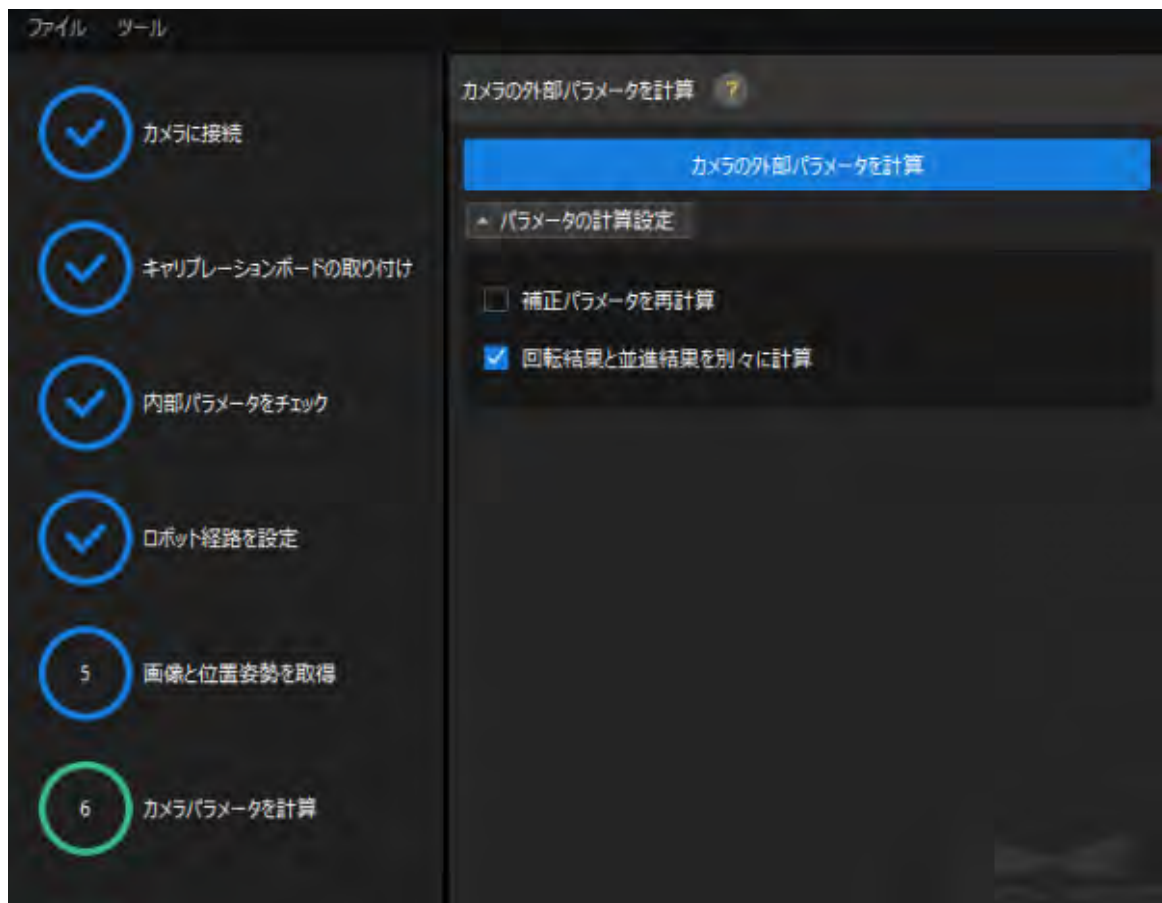 ファイル ツール
カメラに接続
キャリブレーションボードの取り付け
内部パラメータをチェック
ロボット経路を設定
5 画像と位置姿勢を取得
6 カメラパラメータを計算
カメラの外部パラメータを計算 ?
カメラの外部パラメータを計算
パラメータの計算設定
補正パラメータを再計算
回転結果と並進結果を別々に計算